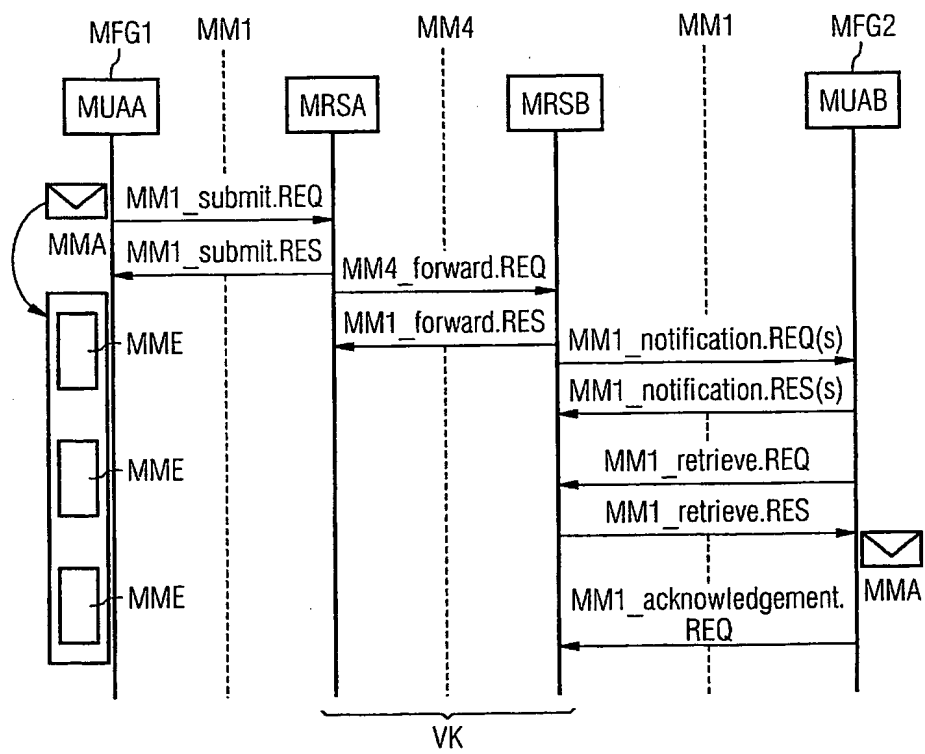 MFG1 MM1 MM4 MM1 MFG2
MUAA MRSA MRSB MUAB
MM1_submit.REQ
MMA
MM1_submit.RES
MM4_forward.REQ
MM1_forward.RES
MM1_notification.REQ(s)
MME
MM1_notification.RES(s)
MME
MM1_retrieve.REQ
MM1_retrieve.RES
MMA
MME
MM1_acknowledgement.
REQ
VK